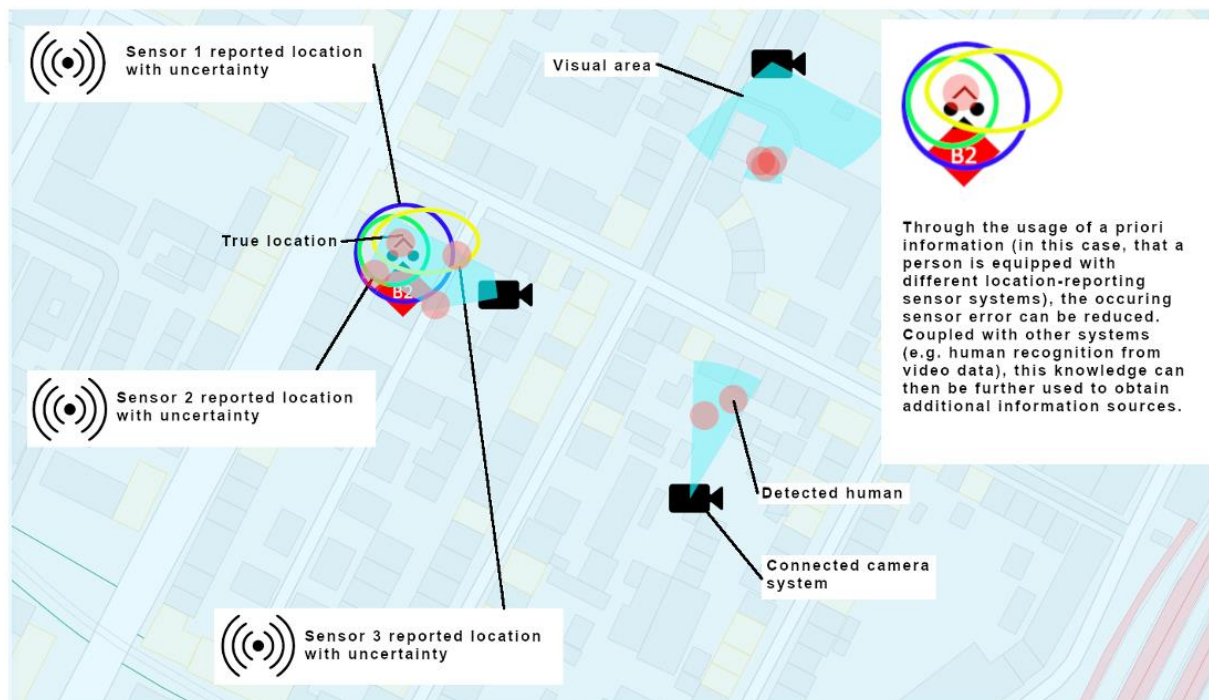 Sensor 1 reported location
with uncertainty
Visual area
True location
B2
Sensor 2 reported location
with uncertainty
Detected human
Connected camera
system
Sensor 3 reported location
with uncertainty
B2
Through the usage of a priori
information (in this case, that a
person is equipped with
different location-reporting
sensor systems), the occuring
sensor error can be reduced.
Coupled with other systems
(e.g. human recognition from
video data), this knowledge can
then be further used to obtain
additional information sources.